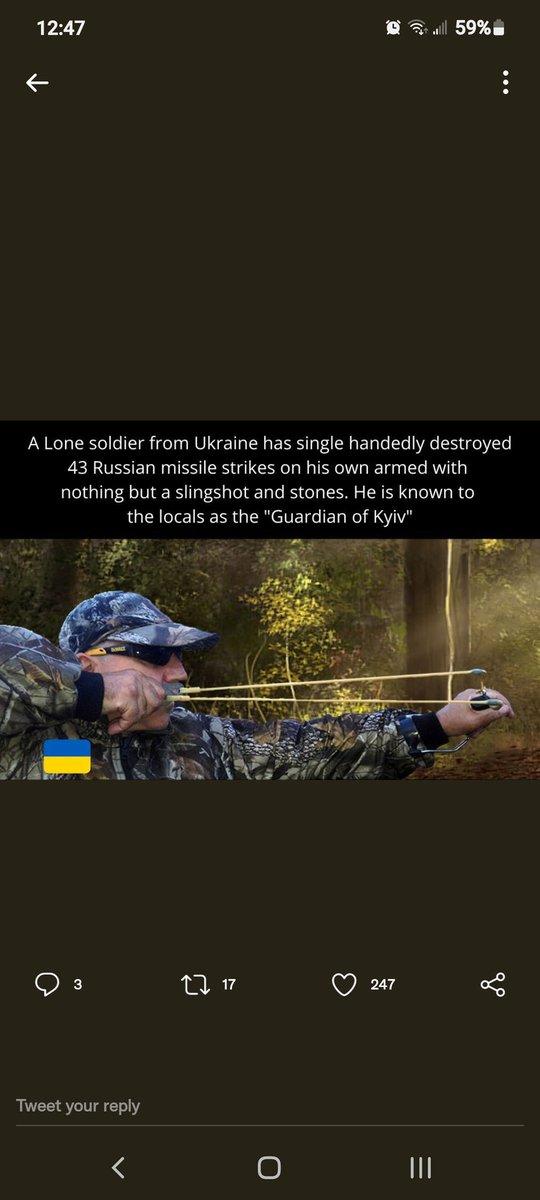 12:47
59%
A Lone soldier from Ukraine has single handedly destroyed
43 Russian missile strikes on his own armed with
nothing but a slingshot and stones. He is known to
the locals as the "Guardian of Kyiv"
DEWALT
3
17
247
Tweet your reply